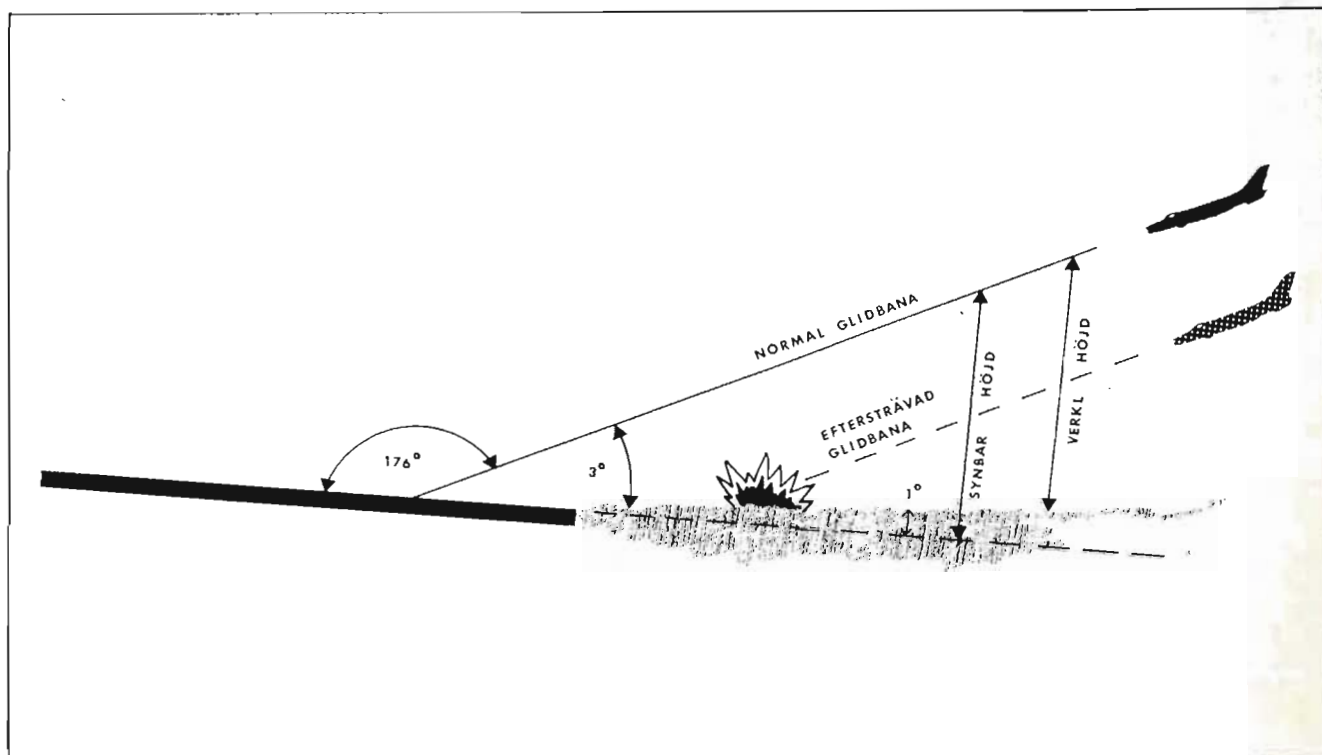 NORMAL GLIDBANA
176°
3°
EFTERSTRÄVAD
GLIDBANA
1°
SYNBAR HÖJD
VERKL HÖJD